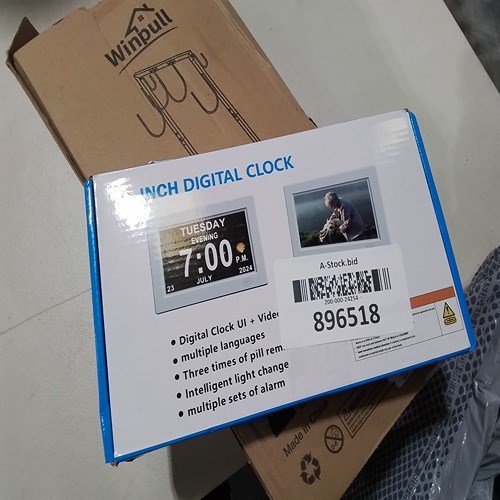 Winpull
INCH DIGITAL CLOCK
TUESDAY
EVENING
7:00
P.M.
23
JULY
2024
A-Stock.bid
200-000-24254
896518
• Digital Clock UI + Video
• multiple languages
• Three times of pill rem
• Intelligent light change
• multiple sets of alarm
Made in